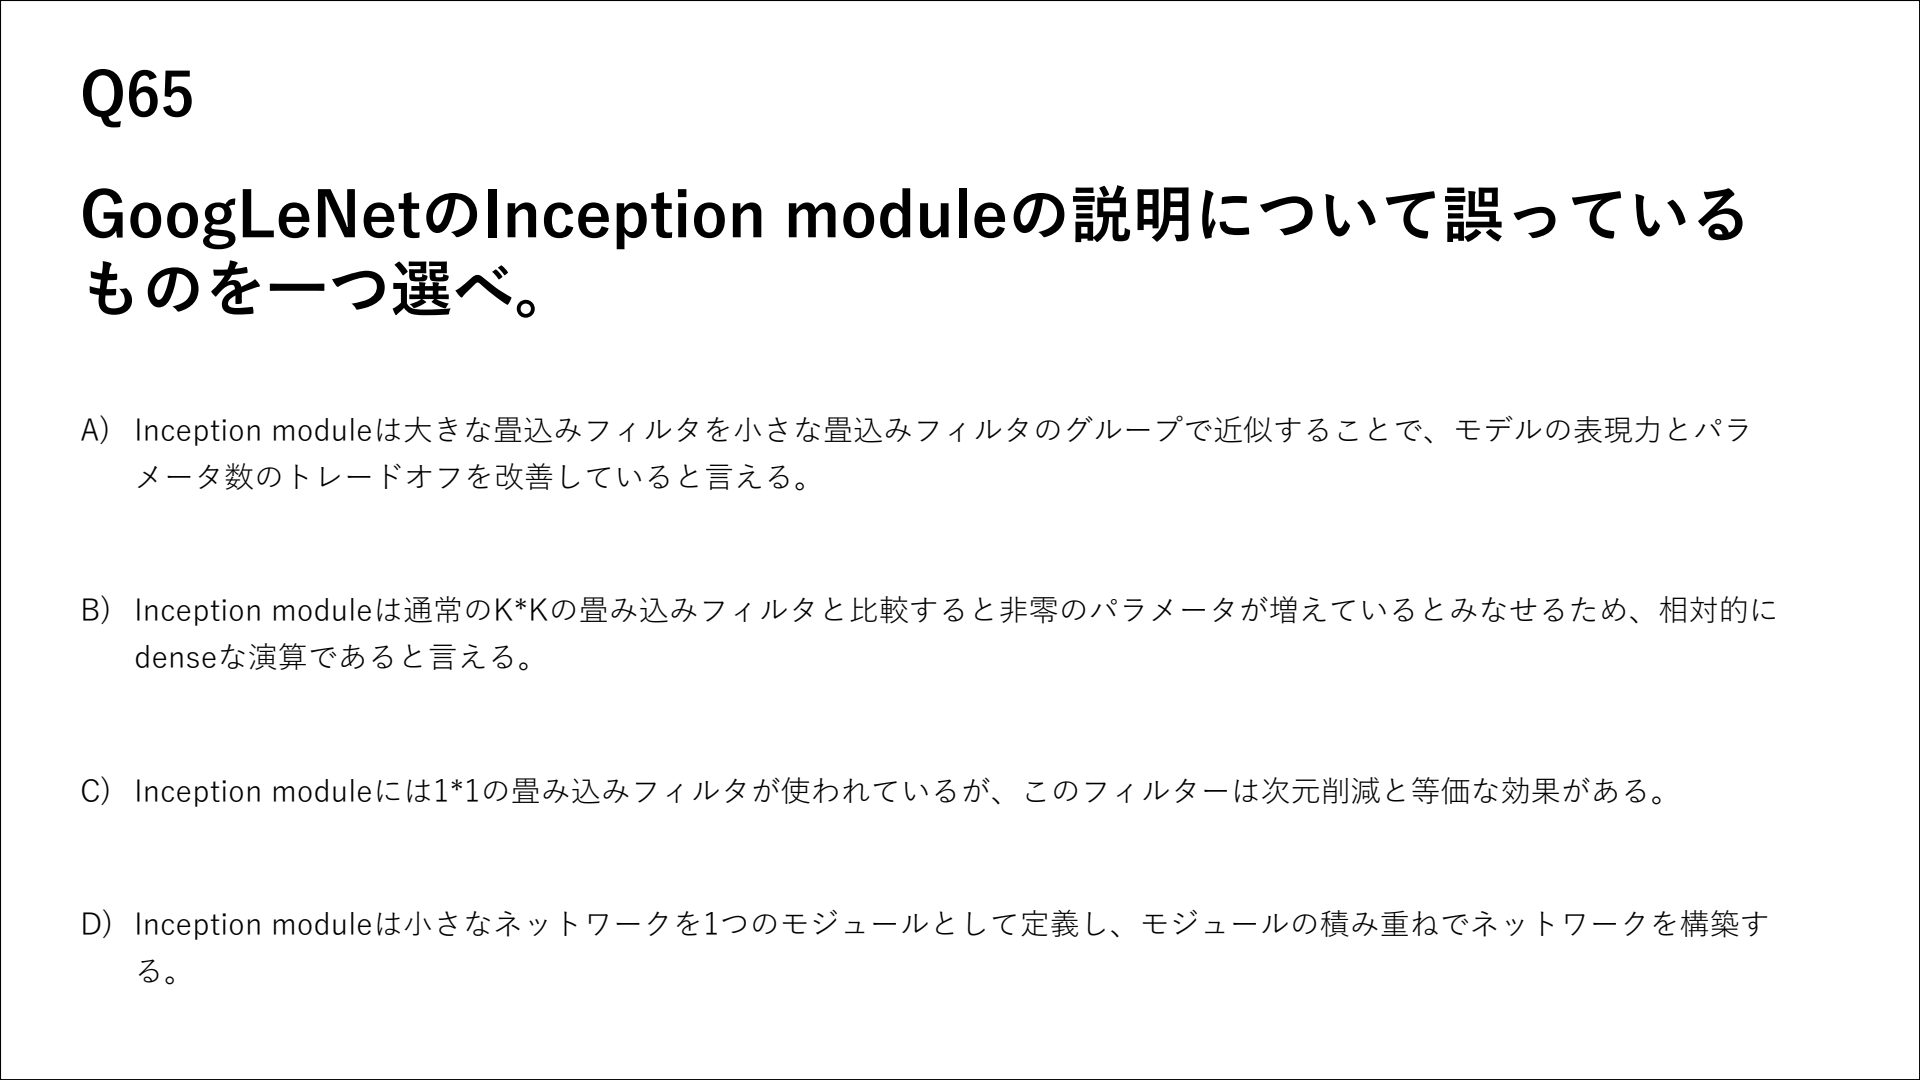 Q65
GoogLeNetのInception moduleの説明について誤っている
ものを一つ選べ。
A) Inception moduleは大きな畳込みフィルタを小さな畳込みフィルタのグループで近似することで、モデルの表現力とパラ
メータ数のトレードオフを改善していると言える。
B) Inception moduleは通常のK*Kの畳み込みフィルタと比較すると非零のパラメータが増えているとみなせるため、相対的に
denseな演算であると言える。
C) Inception moduleには1*1の畳み込みフィルタが使われているが、このフィルターは次元削減と等価な効果がある。
D) Inception moduleは小さなネットワークを1つのモジュールとして定義し、モジュールの積み重ねでネットワークを構築す
る。